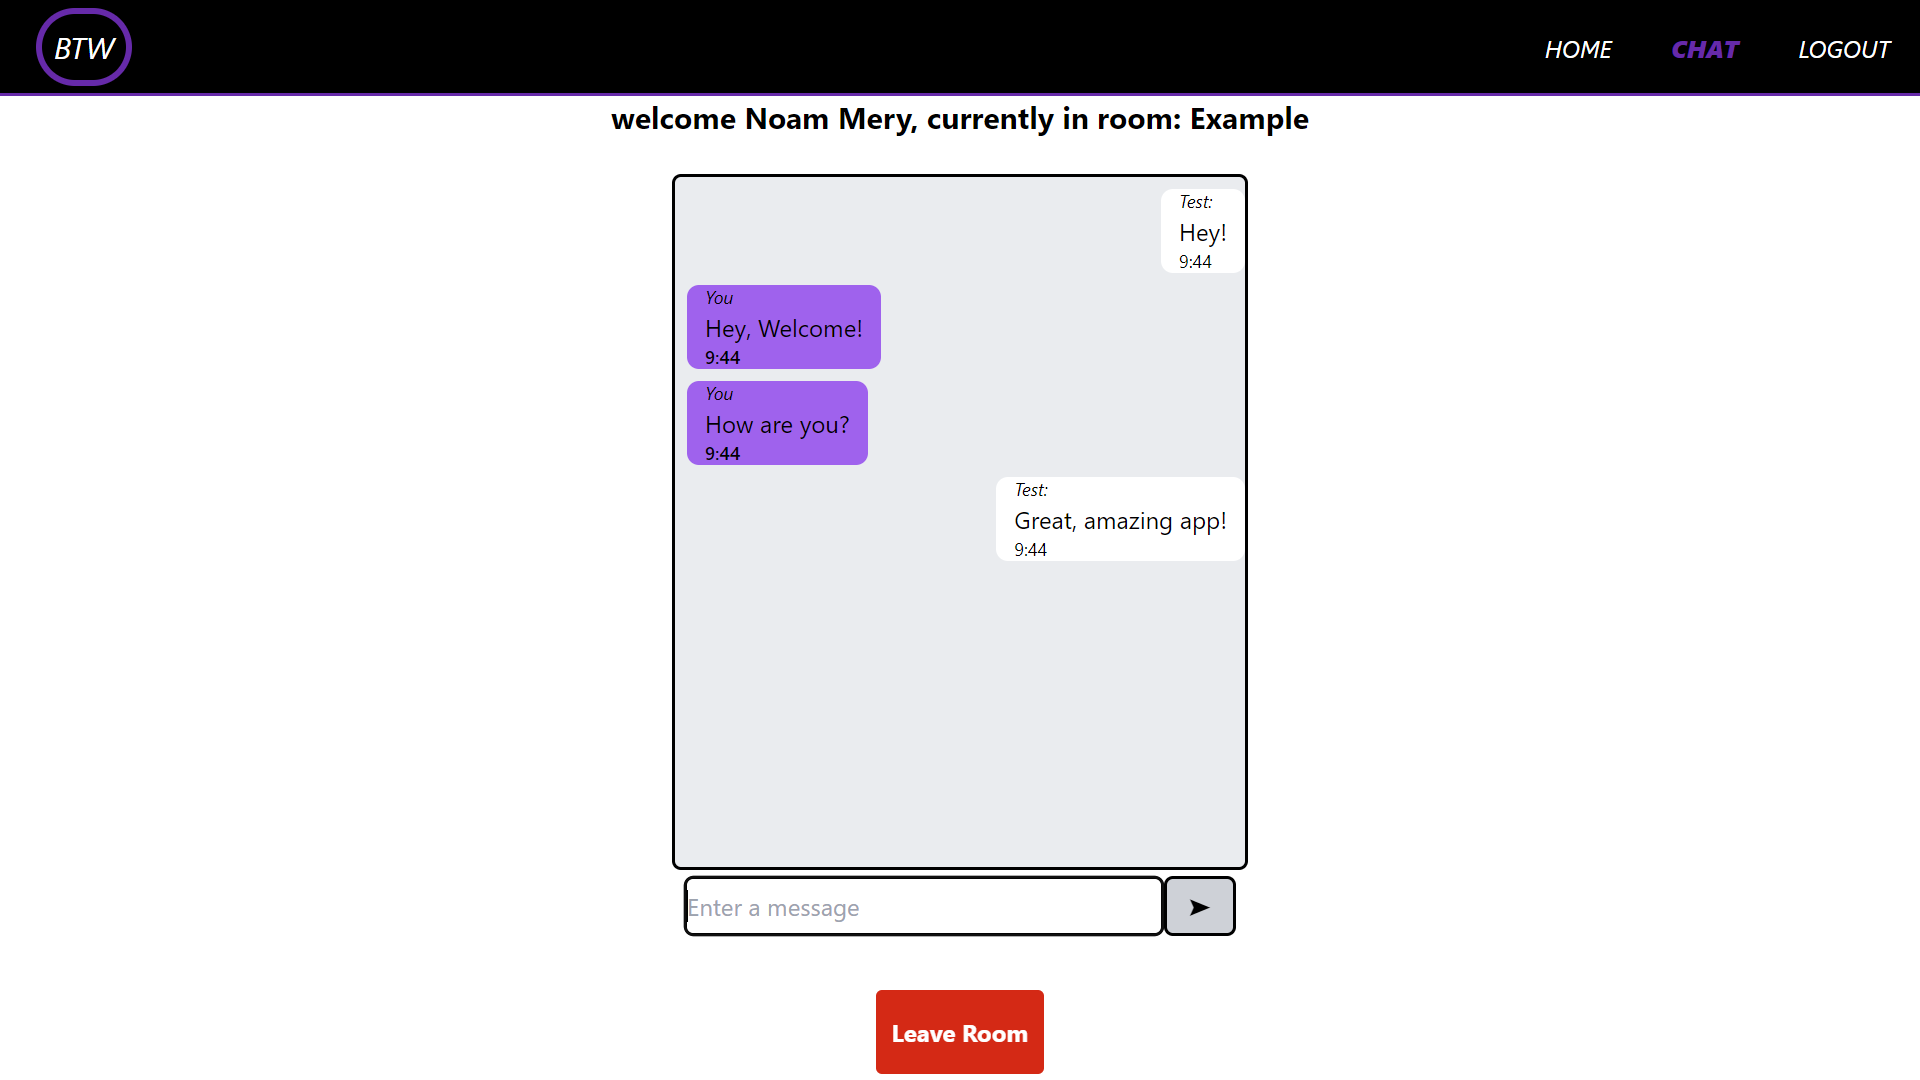 BTW
HOME CHAT LOGOUT
welcome Noam Mery, currently in room: Example
Test:
Hey!
9:44
You
Hey, Welcome!
9:44
You
How are you?
9:44
Test:
Great, amazing app!
9:44
Enter a message
Leave Room